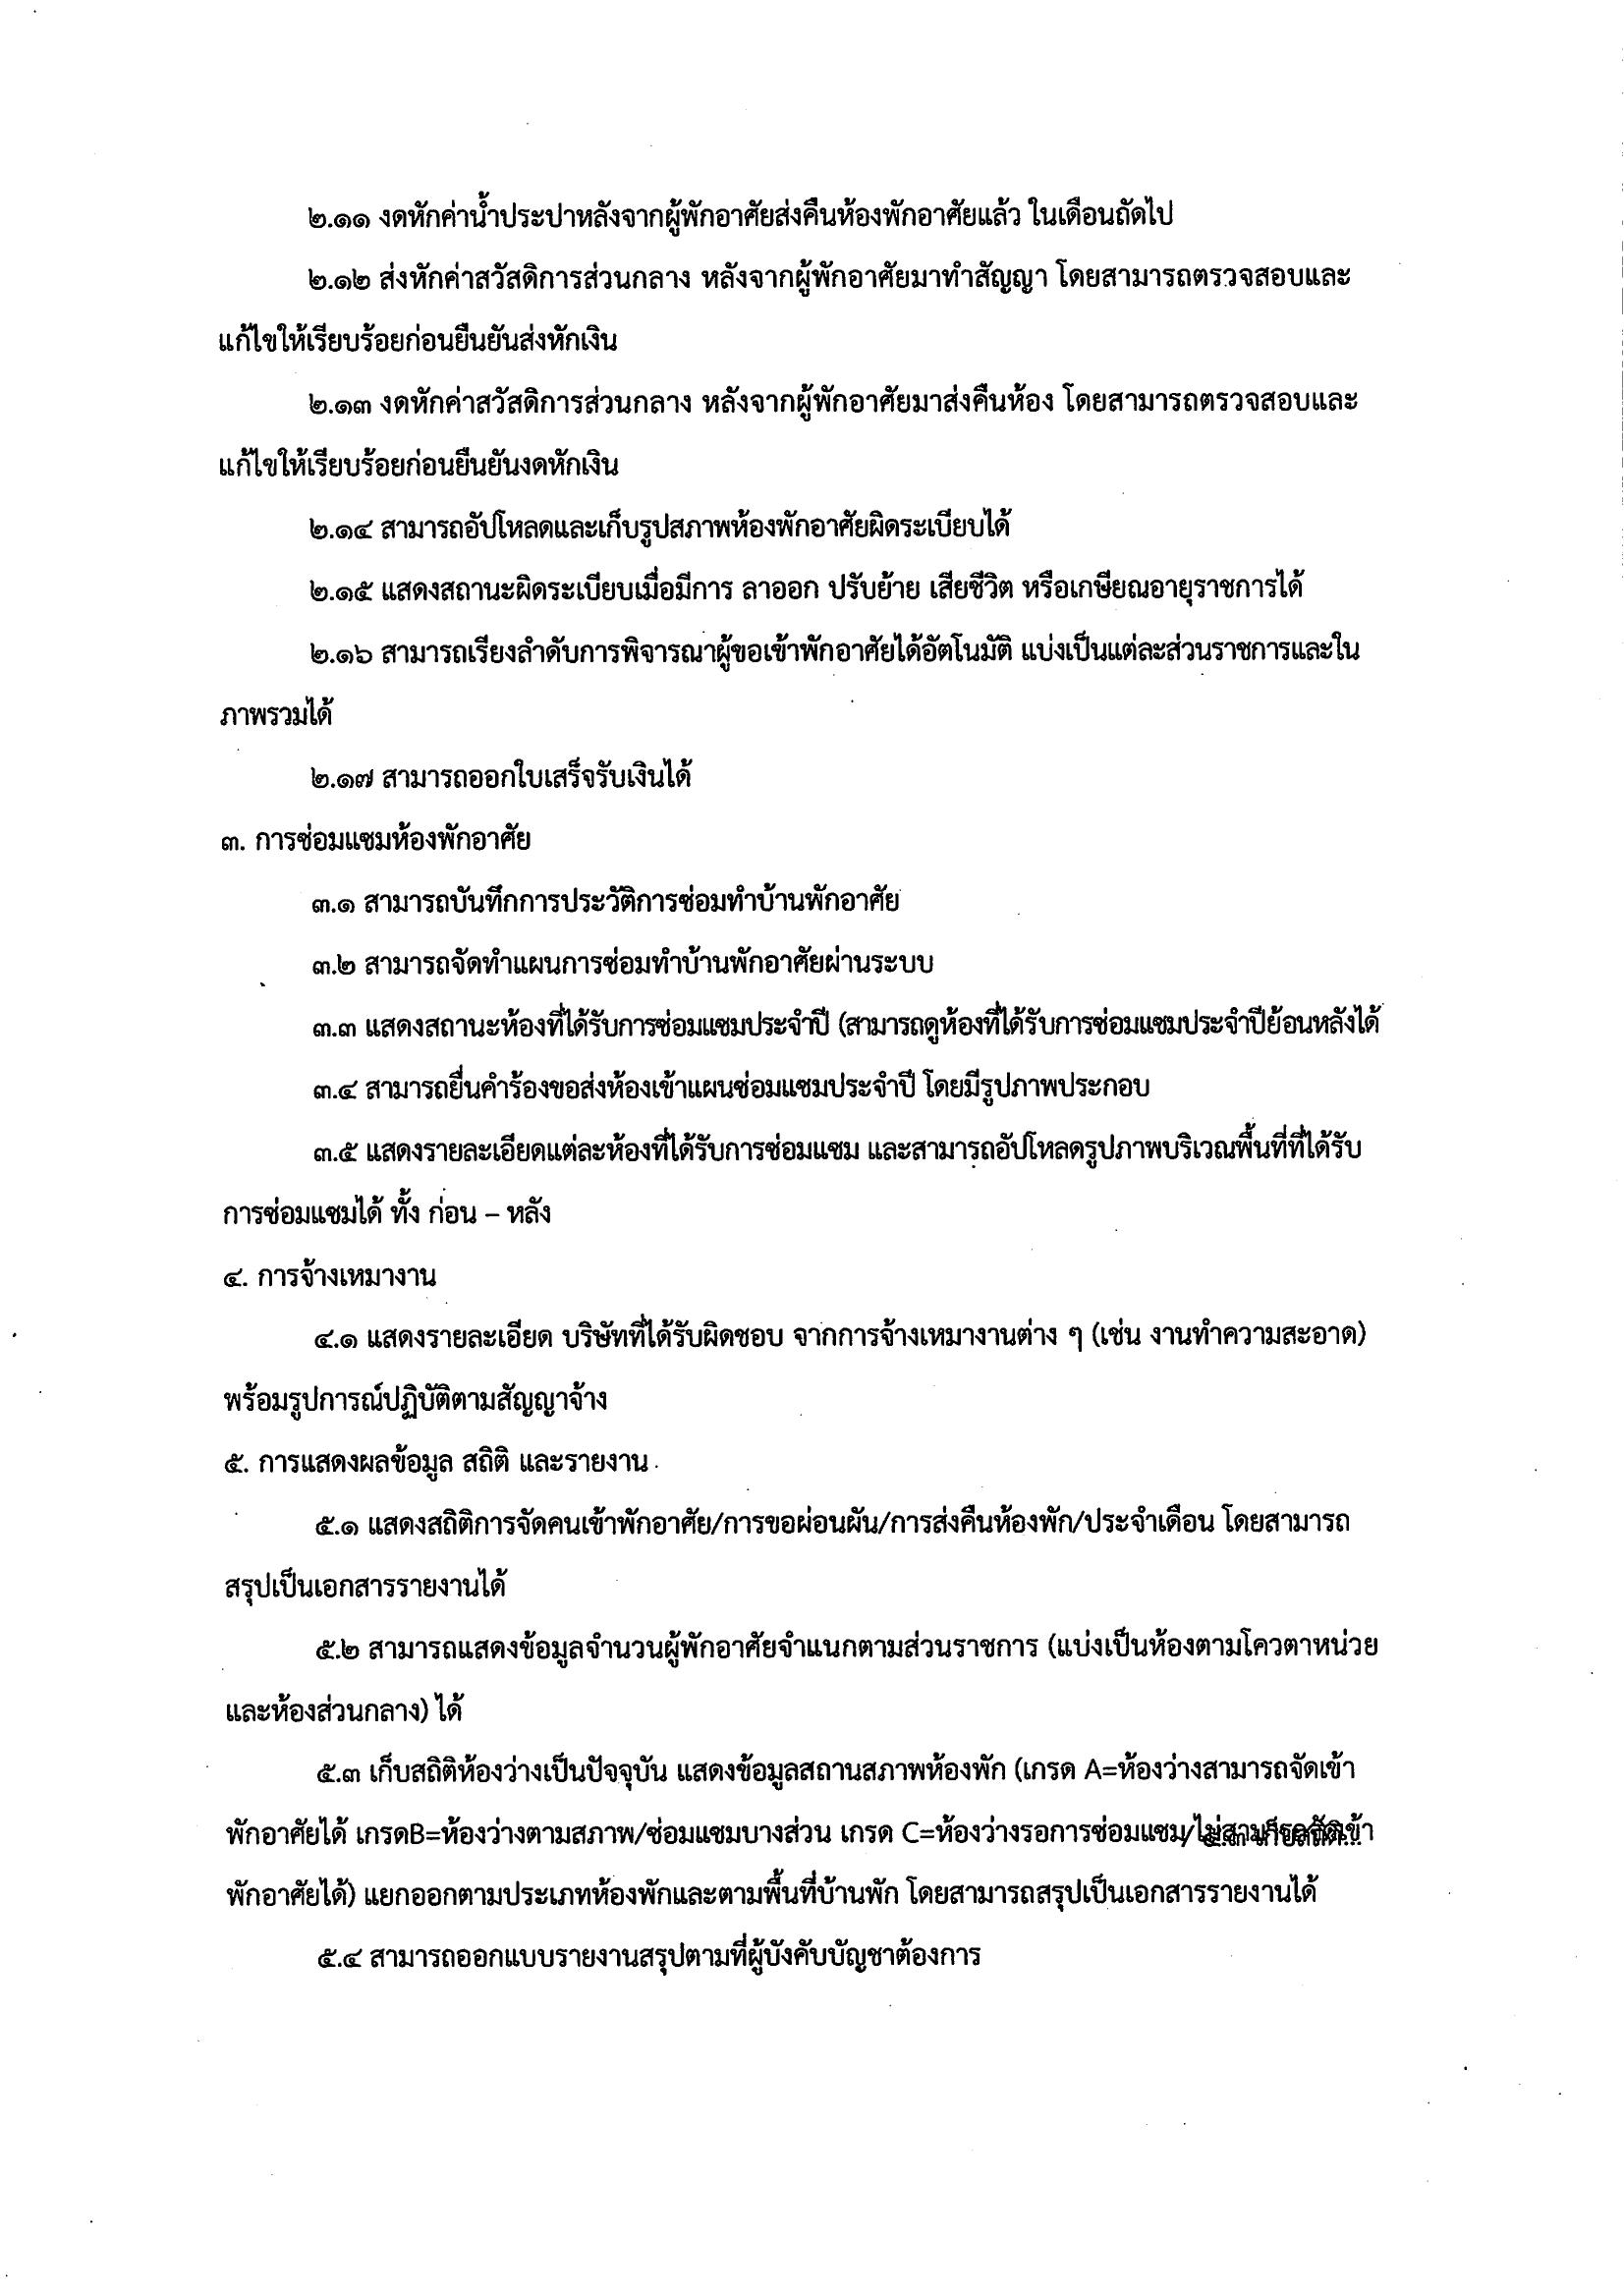 ๒.๑๑ งดหักค่าน้ำประปาหลังจากผู้พักอาศัยส่งคืนห้องพักอาศัยแล้ว ในเดือนถัดไป
๒.๑๒ ส่งหักค่าสวัสดิการส่วนกลาง หลังจากผู้พักอาศัยมาทำสัญญา โดยสามารถตรวจสอบและ
แก้ไขให้เรียบร้อยก่อนยืนยันส่งหักเงิน
๒.๑๓ งดหักค่าสวัสดิการส่วนกลาง หลังจากผู้พักอาศัยมาส่งคืนห้อง โดยสามารถตรวจสอบและ
แก้ไขให้เรียบร้อยก่อนยืนยันงดหักเงิน
๒.๑๔ สามารถอัปโหลดและเก็บรูปสภาพห้องพักอาศัยผิดระเบียบได้
๒.๑๕ แสดงสถานะผิดระเบียบเมื่อมีการ ลาออก ปรับย้าย เสียชีวิต หรือเกษียณอายุราชการได้
๒.๑๖ สามารถเรียงลำดับการพิจารณาผู้ขอเข้าพักอาศัยได้อัตโนมัติ แบ่งเป็นแต่ละส่วนราชการและใน
ภาพรวมได้
๒.๑๗ สามารถออกใบเสร็จรับเงินได้
๓. การซ่อมแซมห้องพักอาศัย
๓.๑ สามารถบันทึกการประวัติการซ่อมทำบ้านพักอาศัย
๓.๒ สามารถจัดทำแผนการซ่อมทำบ้านพักอาศัยผ่านระบบ
๓.๓ แสดงสถานะห้องที่ได้รับการซ่อมแซมประจำปี (สามารถดูห้องที่ได้รับการซ่อมแซมประจำปีย้อนหลังได้
๓.๔ สามารถยื่นคำร้องขอส่งห้องเข้าแผนซ่อมแซมประจำปี โดยมีรูปภาพประกอบ
๓.๕ แสดงรายละเอียดแต่ละห้องที่ได้รับการซ่อมแซม และสามารถอัปโหลดรูปภาพบริเวณพื้นที่ที่ได้รับ
การซ่อมแซมได้ ทั้ง ก่อน – หลัง
๔. การจ้างเหมางาน
๔.๑ แสดงรายละเอียด บริษัทที่ได้รับผิดชอบ จากการจ้างเหมางานต่าง ๆ (เช่น งานทำความสะอาด)
พร้อมรูปการณ์ปฏิบัติตามสัญญาจ้าง
๕. การแสดงผลข้อมูล สถิติ และรายงาน
๕.๑ แสดงสถิติการจัดคนเข้าพักอาศัย/การขอผ่อนผัน/การส่งคืนห้องพัก/ประจำเดือน โดยสามารถ
สรุปเป็นเอกสารรายงานได้
๕.๒ สามารถแสดงข้อมูลจำนวนผู้พักอาศัยจำแนกตามส่วนราชการ (แบ่งเป็นห้องตามโควตาหน่วย
และห้องส่วนกลาง) ได้
๕.๓ เก็บสถิติห้องว่างเป็นปัจจุบัน แสดงข้อมูลสถานสภาพห้องพัก (เกรด A=ห้องว่างสามารถจัดเข้า
พักอาศัยได้ เกรดB=ห้องว่างตามสภาพ/ซ่อมแซมบางส่วน เกรด C=ห้องว่างรอการซ่อมแซม/ไม่สามารถจัดเข้า
พักอาศัยได้) แยกออกตามประเภทห้องพักและตามพื้นที่บ้านพัก โดยสามารถสรุปเป็นเอกสารรายงานได้
๕.๔ สามารถออกแบบรายงานสรุปตามที่ผู้บังคับบัญชาต้องการ